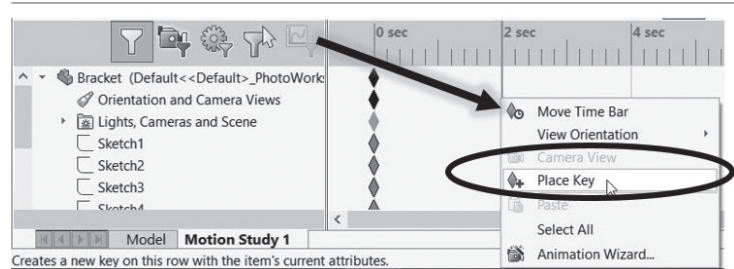 0 sec 2 sec 4 sec
Bracket (Default<<Default>_PhotoWork
Orientation and Camera Views
Lights, Cameras and Scene
Sketch1
Sketch2
Sketch3
Sketch4
Move Time Bar
View Orientation
Camera View
Place Key
Paste
Select All
Animation Wizard...
Model Motion Study 1
Creates a new key on this row with the item's current attributes.